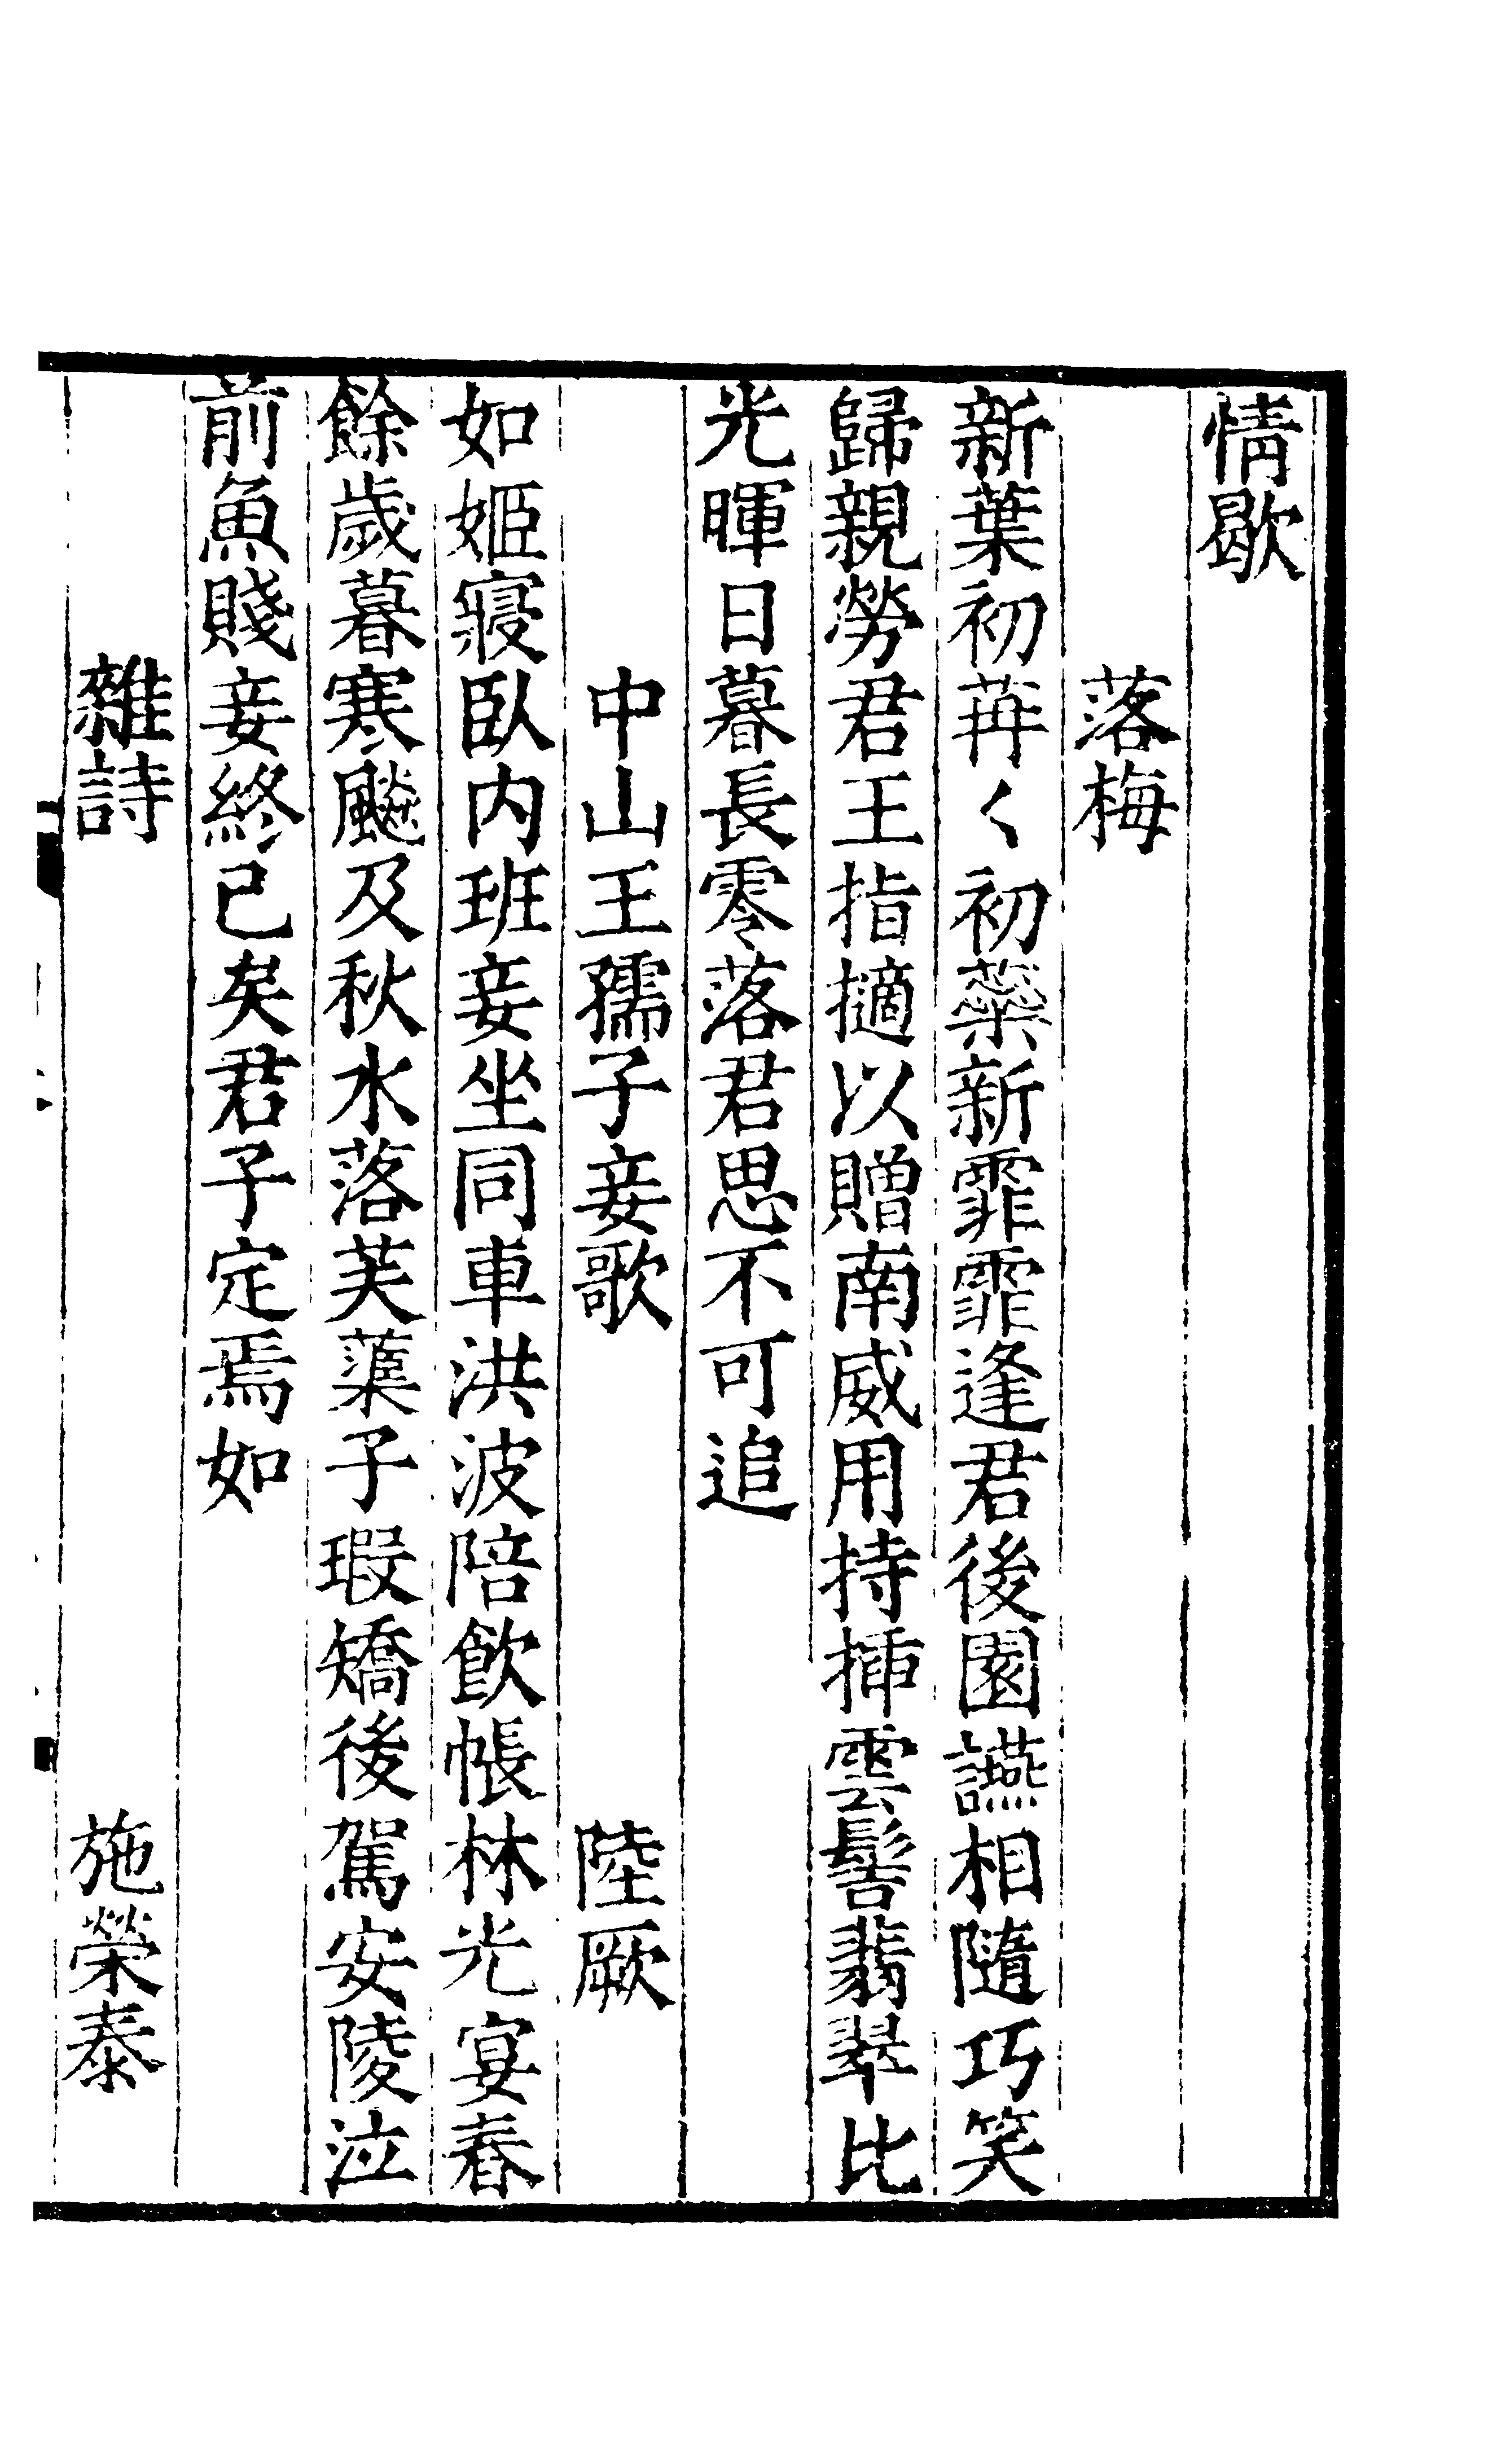 情歇
落梅
新葉初苒〱初蘂新霏霏逢君後園讌相隨巧笑
歸親勞君王指擿以贈南威用持揷雲髻翡翠比
光暉日暮長零落君思不可追
中山王孺子妾歌　陸厥
如姬寢臥內班妾坐同車洪波陪飮帳林光宴春
餘歲暮寒飈及秋水落芙蕖子瑕矯後駕安陵泣
前魚賤妾終已矣君子定焉如
雜詩　施榮泰